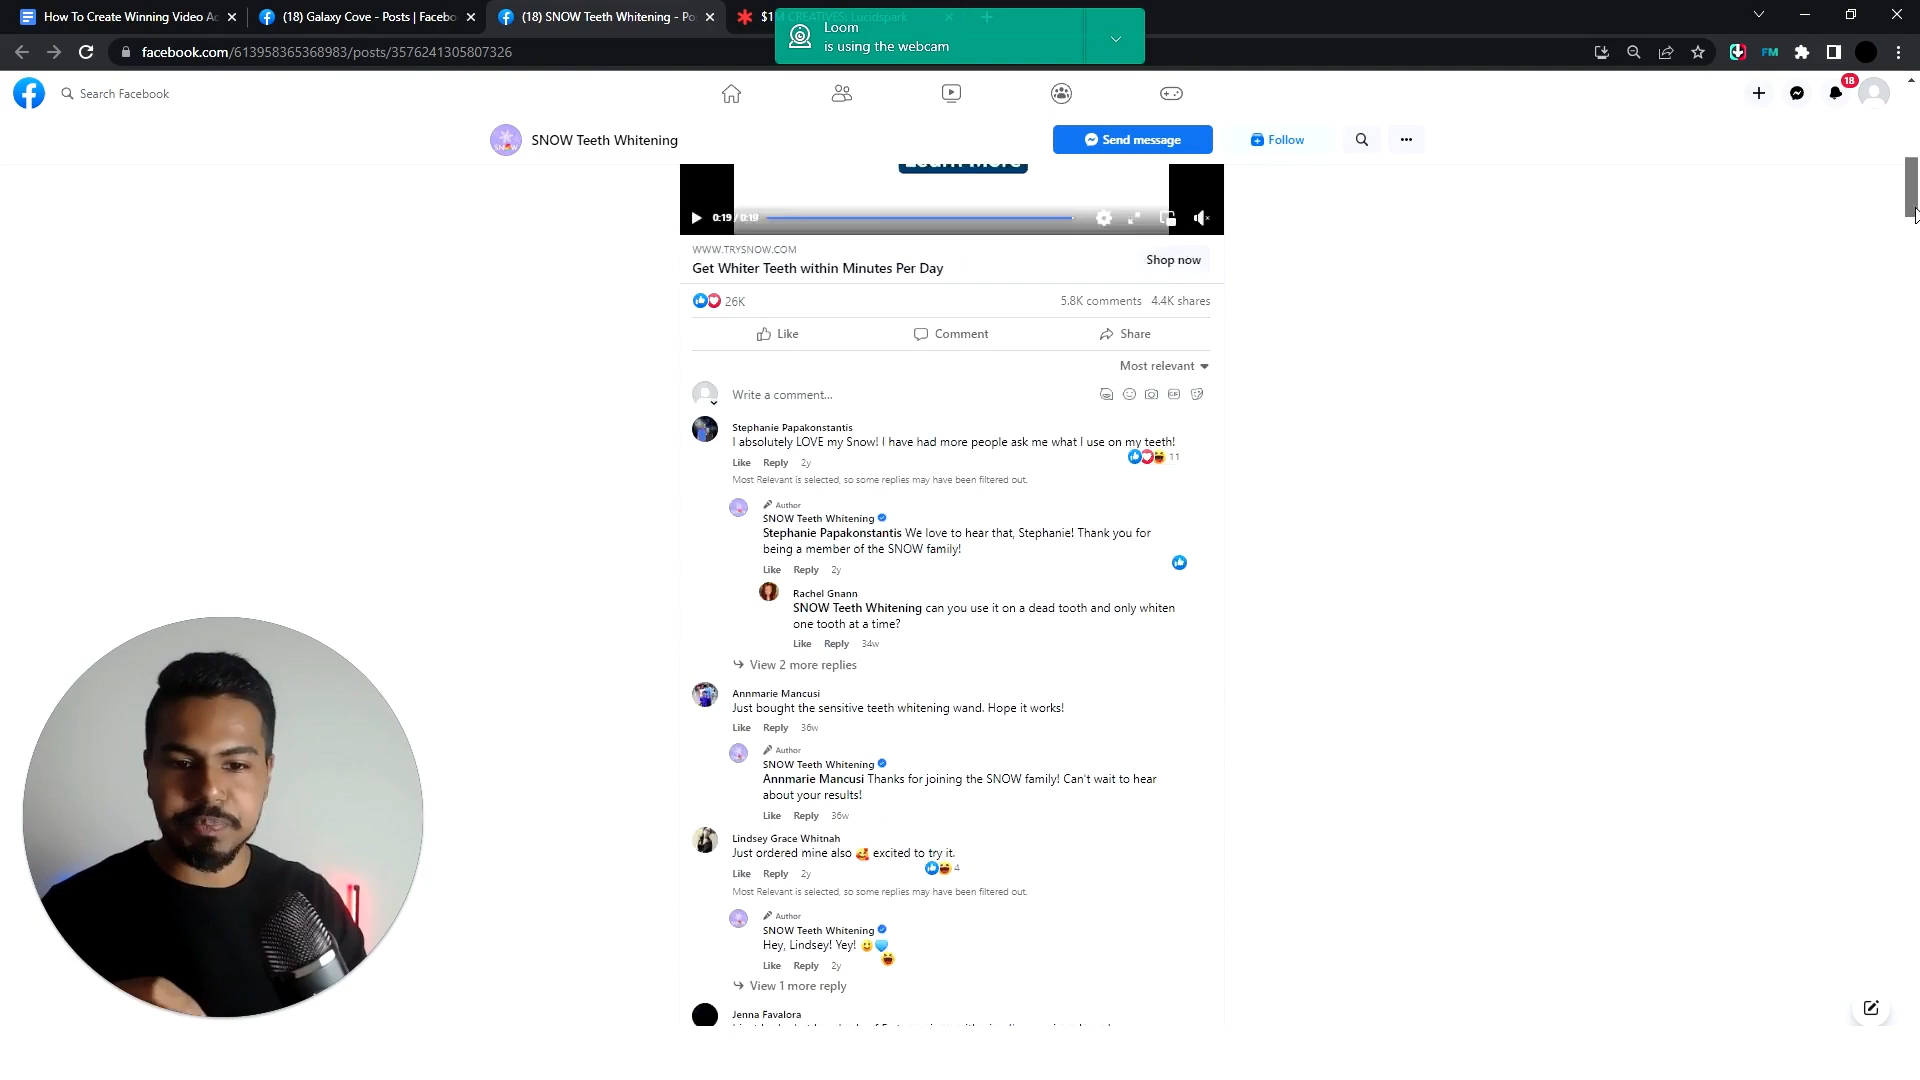 How To Create Winning Video Ac
(18) Galaxy Cove - Posts | Facebo
(18) SNOW Teeth Whitening - Po
$1M CREATIVES: Lucidspark
Loom
is using the webcam
facebook.com/613958365368983/posts/3576241305807326
FM
Search Facebook
18
SNOW Teeth Whitening
Send message
Follow
Learn More
0:19 / 0:19
WWW.TRYSNOW.COM
Get Whiter Teeth within Minutes Per Day
Shop now
26K
5.8K comments 4.4K shares
Like
Comment
Share
Most relevant
Write a comment...
Stephanie Papakonstantis
I absolutely LOVE my Snow! I have had more people ask me what I use on my teeth!
11
Like Reply 2y
Most Relevant is selected, so some replies may have been filtered out.
Author
SNOW Teeth Whitening
Stephanie Papakonstantis We love to hear that, Stephanie! Thank you for
being a member of the SNOW family!
Like Reply 2y
Rachel Gnann
SNOW Teeth Whitening can you use it on a dead tooth and only whiten
one tooth at a time?
Like Reply 34w
View 2 more replies
Annmarie Mancusi
Just bought the sensitive teeth whitening wand. Hope it works!
Like Reply 36w
Author
SNOW Teeth Whitening
Annmarie Mancusi Thanks for joining the SNOW family! Can't wait to hear
about your results!
Like Reply 36w
Lindsey Grace Whitnah
Just ordered mine also 🥰 excited to try it.
4
Like Reply 2y
Most Relevant is selected, so some replies may have been filtered out.
Author
SNOW Teeth Whitening
Hey, Lindsey! Yey! 😃💙
Like Reply 2y
View 1 more reply
Jenna Favalora